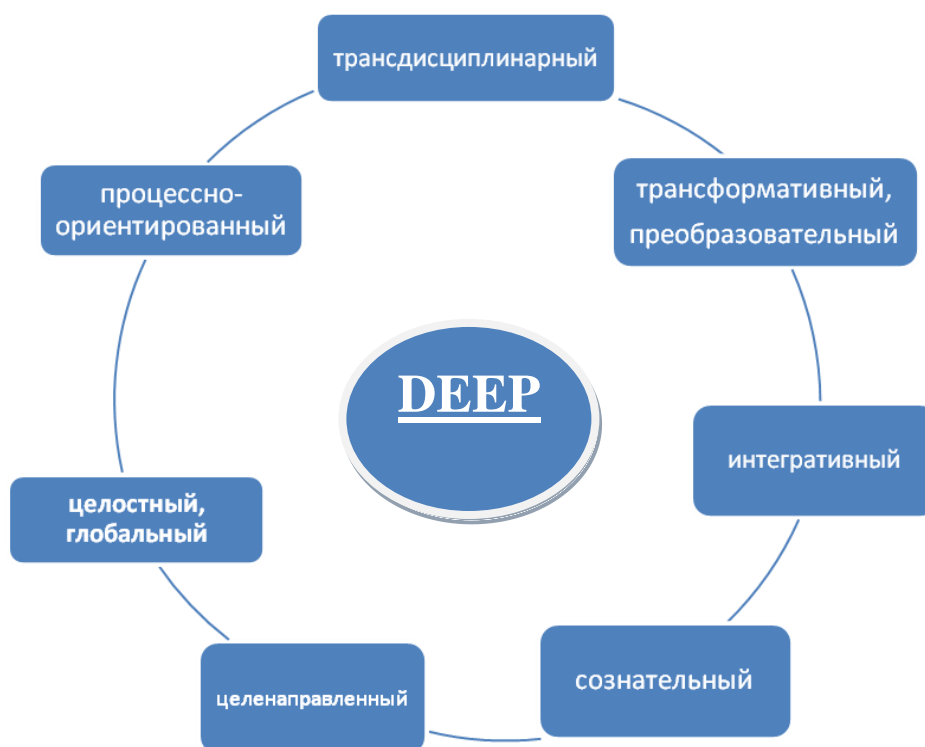 трансдисциплинарный
трансформативный,
преобразовательный
интегративный
сознательный
целенаправленный
целостный,
глобальный
процессно-
ориентированный
DEEP